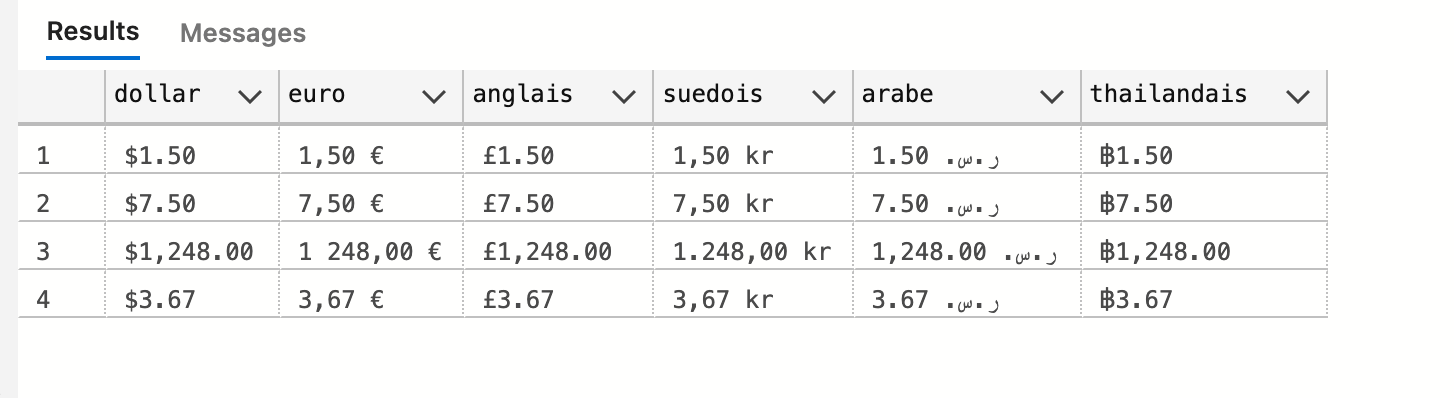 Results Messages
dollar euro anglais suedois arabe thailandais
1 $1.50 1,50 € £1.50 1,50 kr ر.س.‏ 1.50 ฿1.50
2 $7.50 7,50 € £7.50 7,50 kr ر.س.‏ 7.50 ฿7.50
3 $1,248.00 1 248,00 € £1,248.00 1.248,00 kr ر.س.‏ 1,248.00 ฿1,248.00
4 $3.67 3,67 € £3.67 3,67 kr ر.س.‏ 3.67 ฿3.67